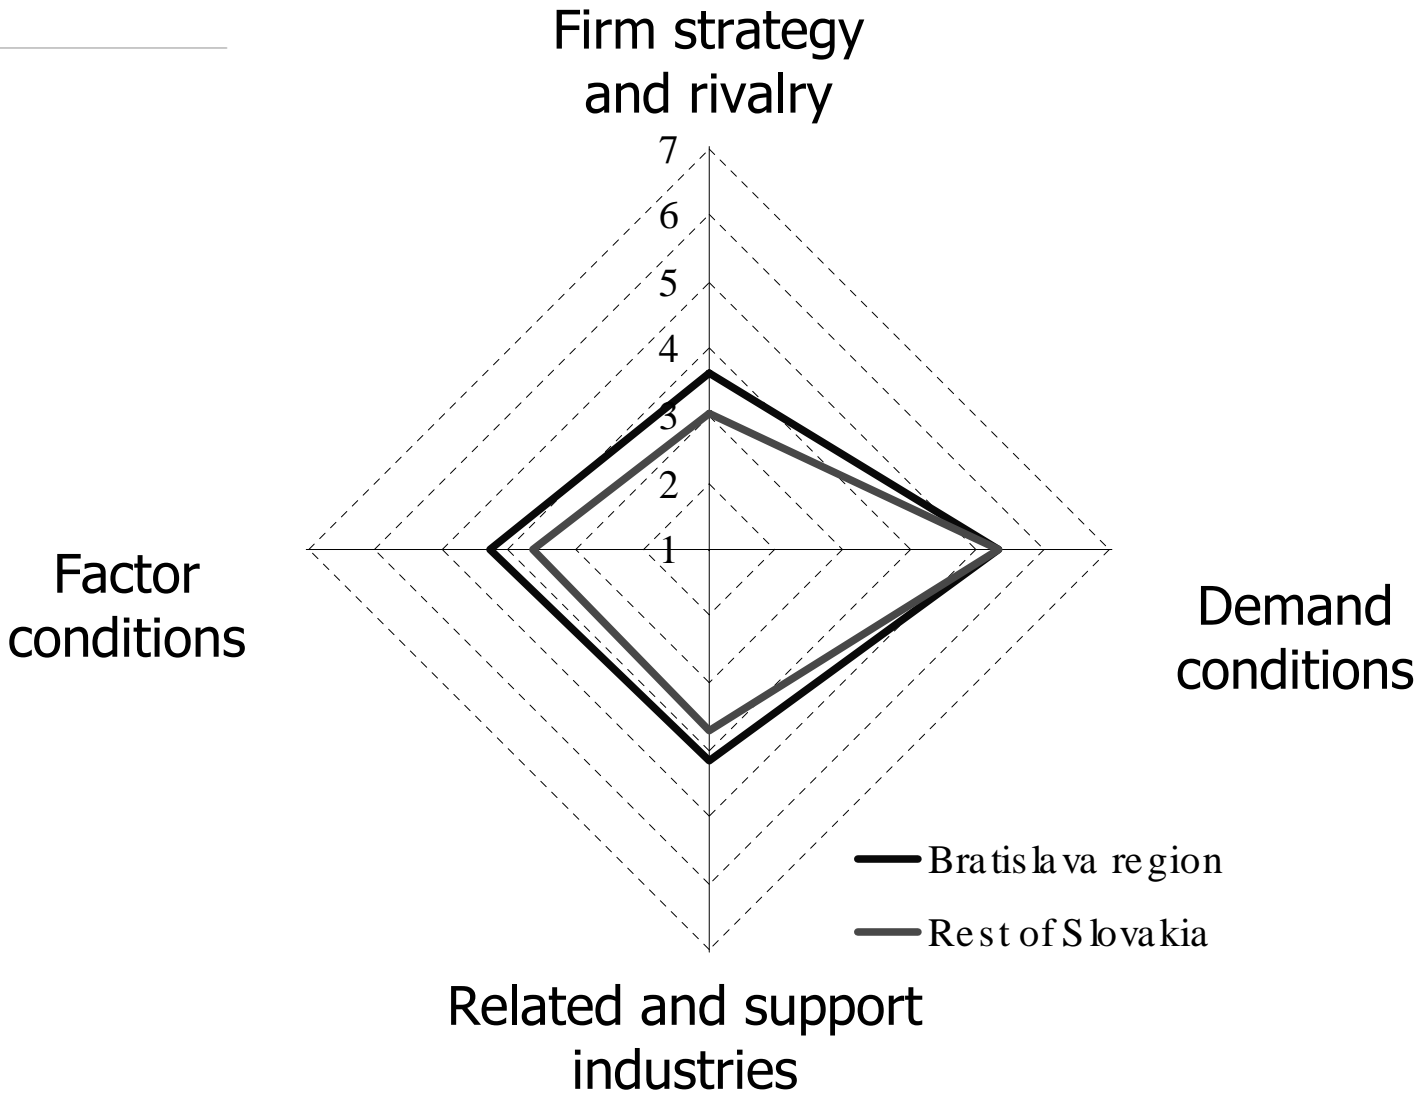 Firm strategy
and rivalry
7
6
5
4
3
2
1
Factor
conditions
Demand
conditions
Bratislava region
Rest of Slovakia
Related and support
industries